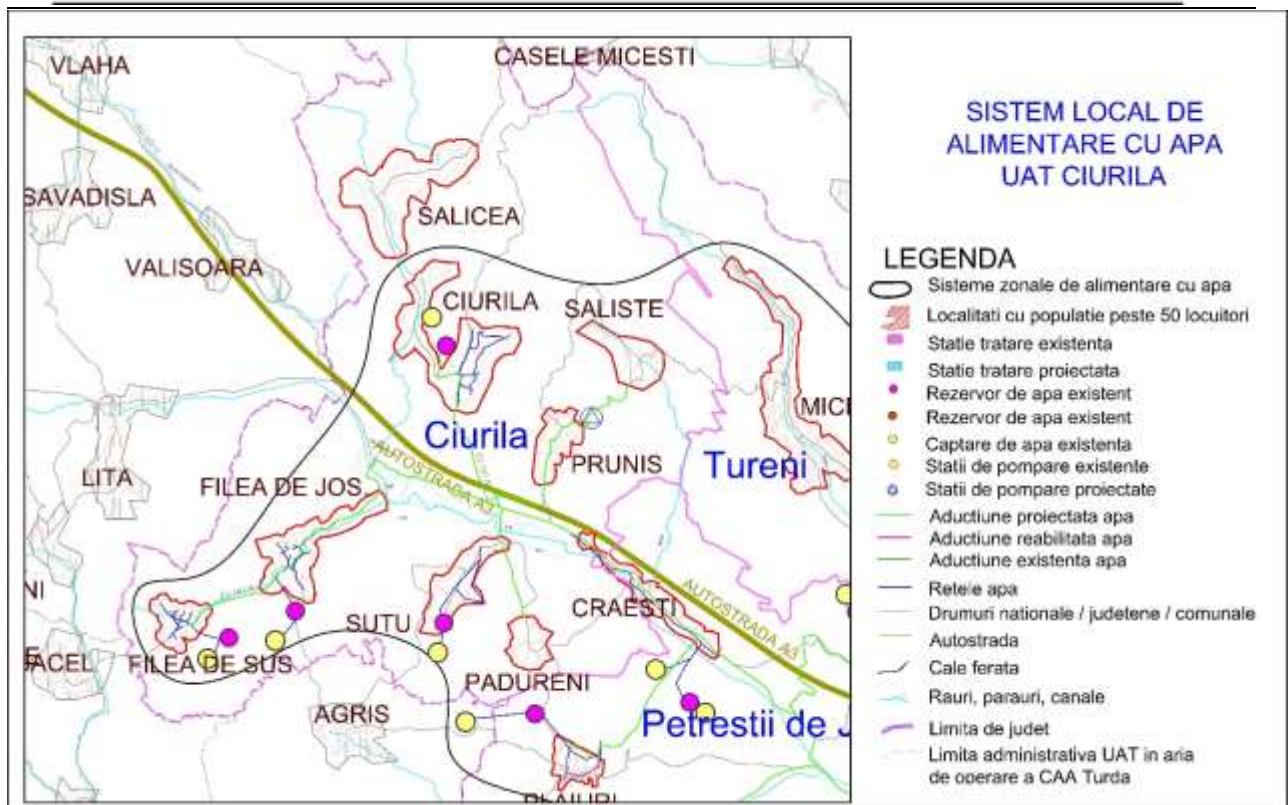 VLAHA
CASELE MICESTI
SAVADISLA
SALICEA
VALISOARA
CIURILA
SALISTE
MICE
Ciurila
LITA
AUTOSTRADA A3
PRUNIS
Tureni
FILEA DE JOS
CRAESTI
AUTOSTRADA A3
SUTU
NI
JACEL
FILEA DE SUS
PADURENI
AGRIS
Petrestii de J
PLAIURI
SISTEM LOCAL DE
ALIMENTARE CU APA
UAT CIURILA
LEGENDA
Sisteme zonale de alimentare cu apa
Localitati cu populatie peste 50 locuitori
Statie tratare existenta
Statie tratare proiectata
Rezervor de apa existent
Rezervor de apa existent
Captare de apa existenta
Statii de pompare existente
Statii de pompare proiectate
Aductiune proiectata apa
Aductiune reabilitata apa
Aductiune existenta apa
Retele apa
Drumuri nationale / judetene / comunale
Autostrada
Cale ferata
Rauri, parauri, canale
Limita de judet
Limita administrativa UAT in aria
de operare a CAA Turda